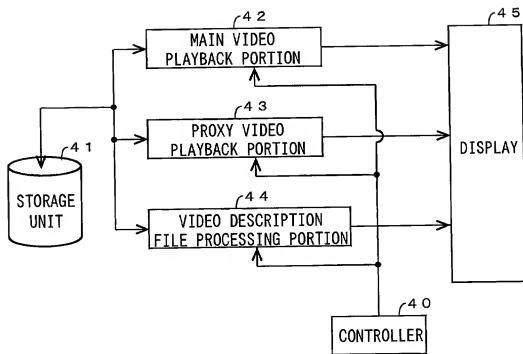 42
MAIN VIDEO
PLAYBACK PORTION
45
43
PROXY VIDEO
PLAYBACK PORTION
DISPLAY
41
STORAGE
UNIT
44
VIDEO DESCRIPTION
FILE PROCESSING PORTION
40
CONTROLLER